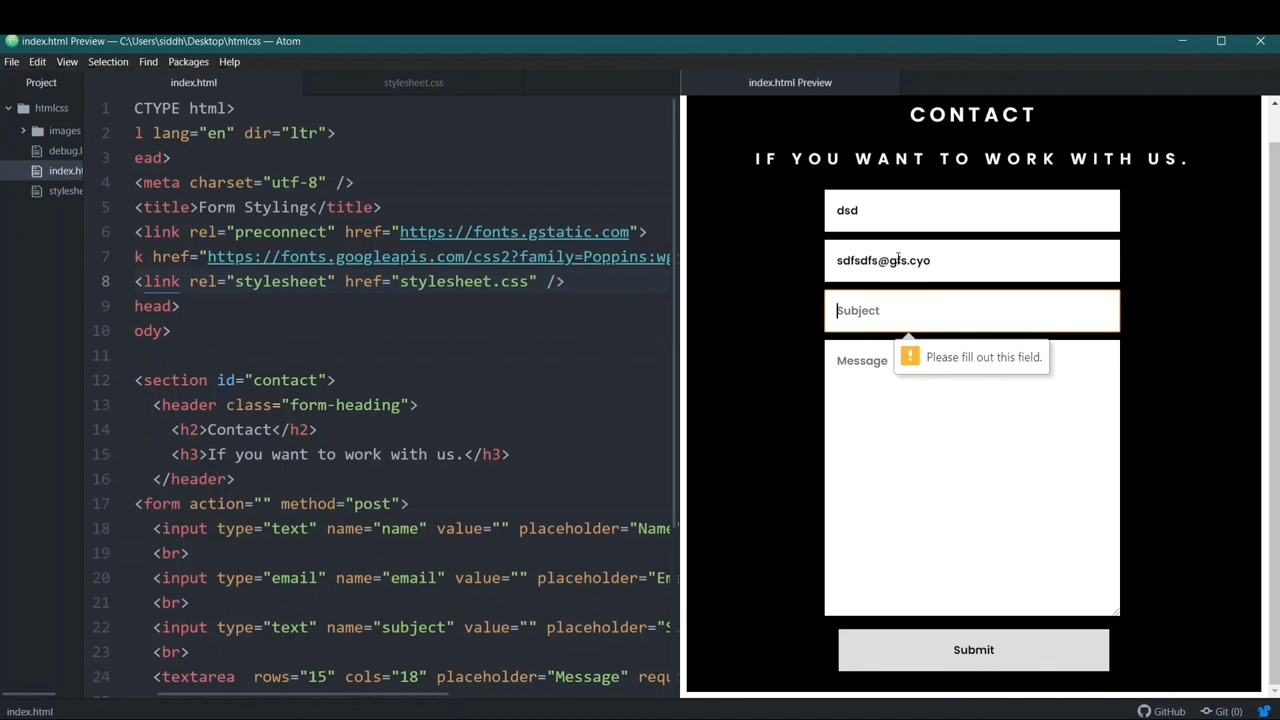 index.html Preview — C:\Users\siddh\Desktop\htmlcss — Atom
File Edit View Selection Find Packages Help
Project
index.html
stylesheet.css
index.html Preview
htmlcss
images
debug.l
index.ht
styleshe
1 CTYPE html>
2 l lang="en" dir="ltr">
3 ead>
4 <meta charset="utf-8" />
5 <title>Form Styling</title>
6 <link rel="preconnect" href="https://fonts.gstatic.com">
7 k href="https://fonts.googleapis.com/css2?family=Poppins:wg
8 <link rel="stylesheet" href="stylesheet.css" />
9 head>
10 ody>
11
12 <section id="contact">
13 <header class="form-heading">
14 <h2>Contact</h2>
15 <h3>If you want to work with us.</h3>
16 </header>
17 <form action="" method="post">
18 <input type="text" name="name" value="" placeholder="Name
19 <br>
20 <input type="email" name="email" value="" placeholder="Em
21 <br>
22 <input type="text" name="subject" value="" placeholder="S
23 <br>
24 <textarea rows="15" cols="18" placeholder="Message" requ
CONTACT
IF YOU WANT TO WORK WITH US.
dsd
sdfsdfs@gfs.cyo
Subject
Please fill out this field.
Message
Submit
index.html
GitHub
Git (0)